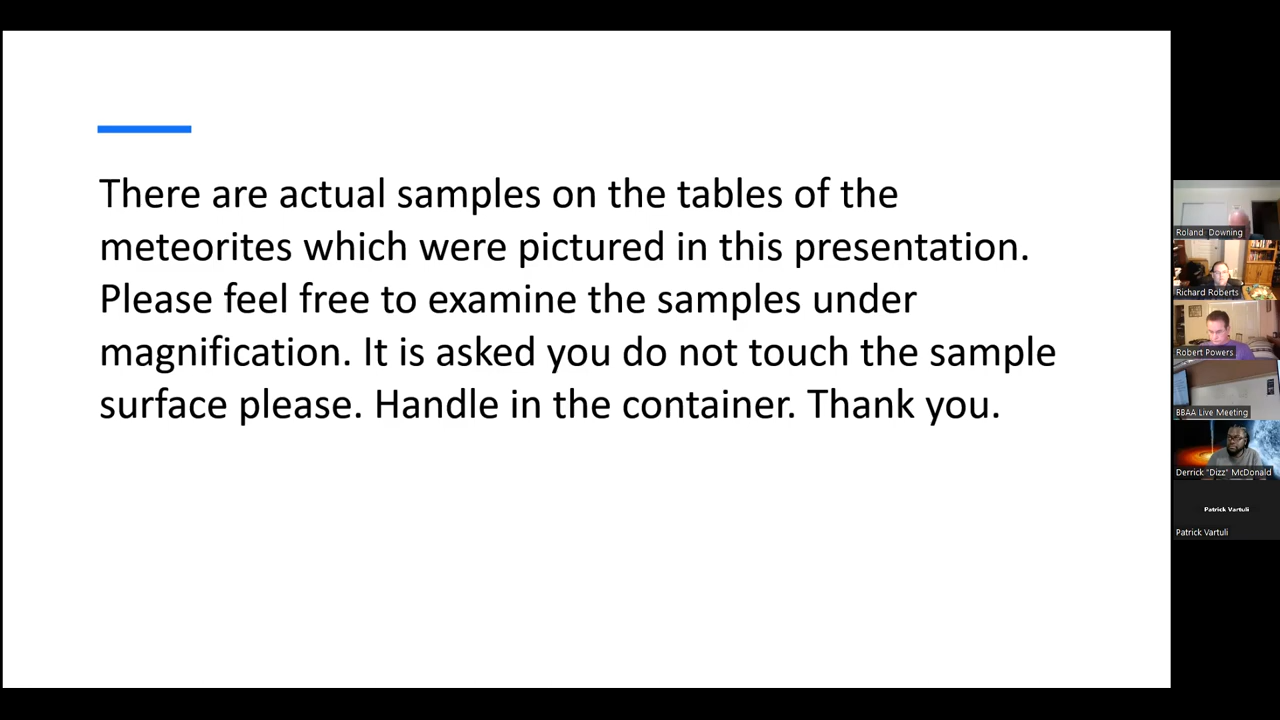 There are actual samples on the tables of the
meteorites which were pictured in this presentation.
Please feel free to examine the samples under
magnification. It is asked you do not touch the sample
surface please. Handle in the container. Thank you.
Roland Downing
Richard Roberts
Robert Powers
BBAA Live Meeting
Derrick "Dizz" McDonald
Patrick Vartuli
Patrick Vartuli